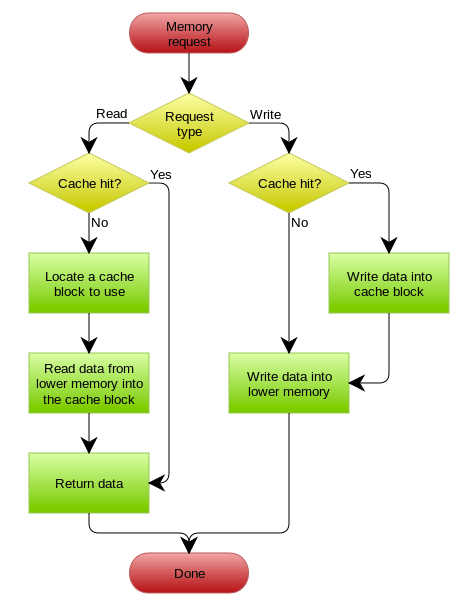 Memory
request
Read
Request
type
Write
Cache hit?
Yes
Cache hit?
Yes
No
No
Locate a cache
block to use
Write data into
cache block
Read data from
lower memory into
the cache block
Write data into
lower memory
Return data
Done